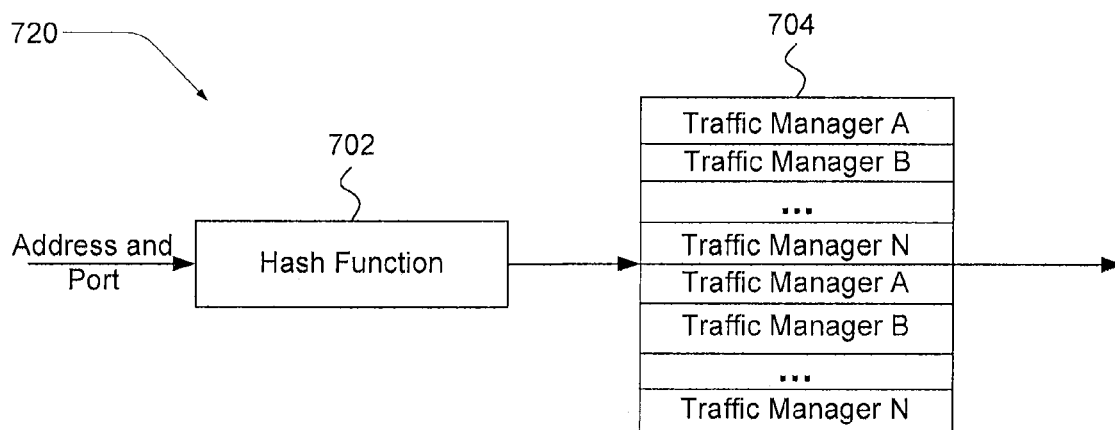 720
702
704
Address and
Port
Hash Function
Traffic Manager A
Traffic Manager B
...
Traffic Manager N
Traffic Manager A
Traffic Manager B
...
Traffic Manager N